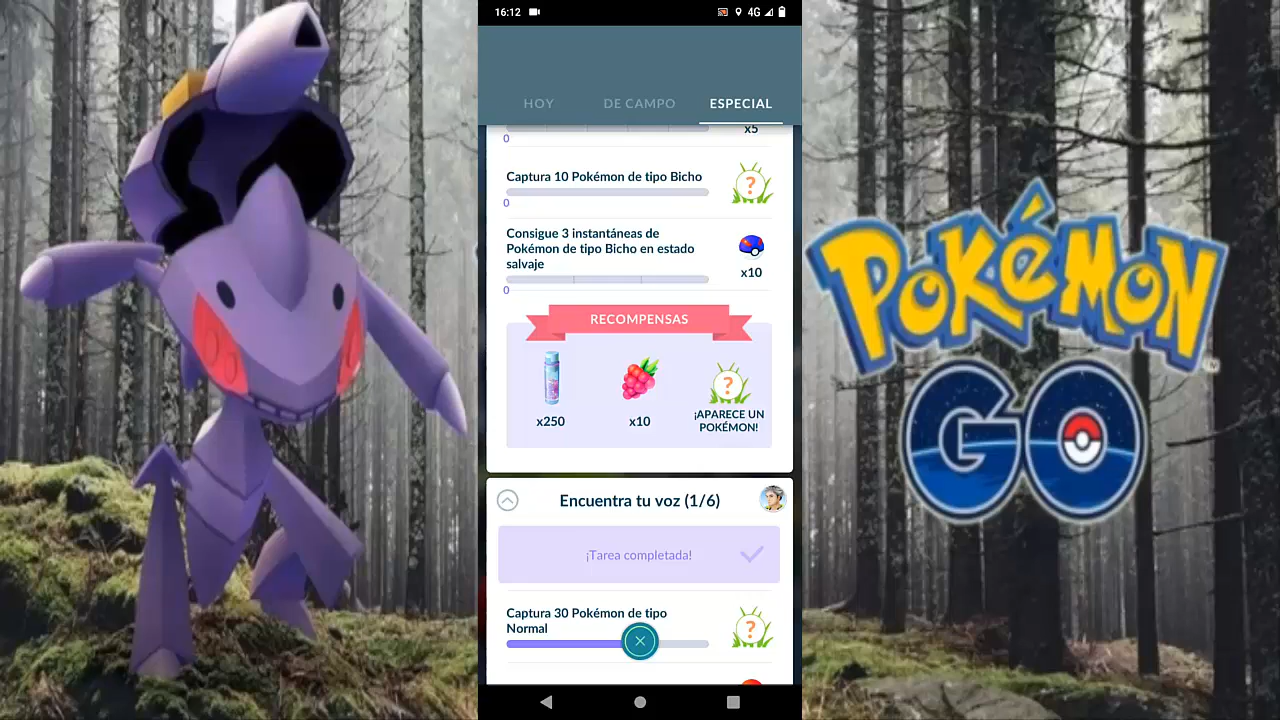 16:12
4G
HOY
DE CAMPO
ESPECIAL
x5
0
Captura 10 Pokémon de tipo Bicho
?
0
Consigue 3 instantáneas de
Pokémon de tipo Bicho en estado
salvaje
x10
0
RECOMPENSAS
?
x250
x10
¡APARECE UN
POKÉMON!
Encuentra tu voz (1/6)
¡Tarea completada!
Captura 30 Pokémon de tipo
Normal
?
POKÉMON
TM
GO